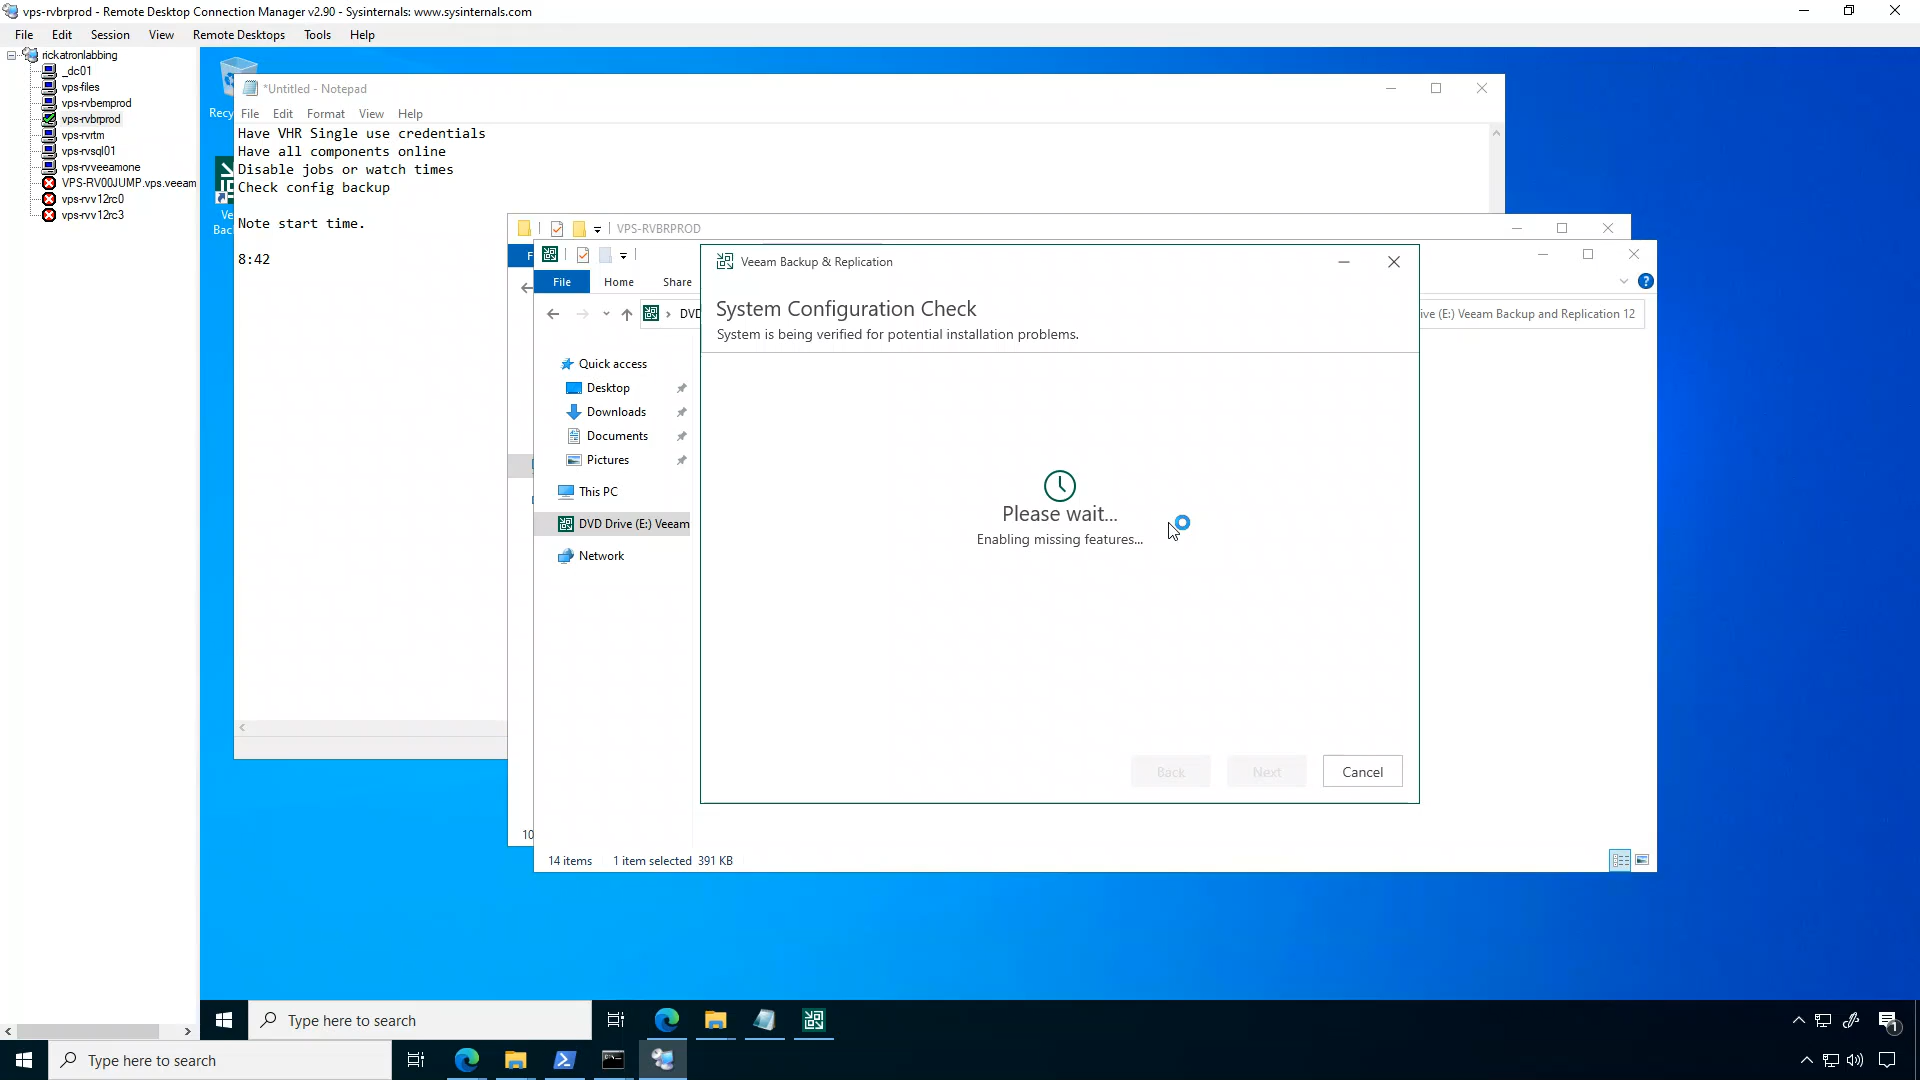 vps-rvbrprod - Remote Desktop Connection Manager v2.90 - Sysinternals: www.sysinternals.com
File Edit Session View Remote Desktops Tools Help
rickatronlabbing
_dc01
vps-files
vps-rvbemprod
vps-rvbrprod
vps-rvrtm
vps-rvsql01
vps-rvveeamone
VPS-RV00JUMP.vps.veeam
vps-rvv12rc0
vps-rvv12rc3
Recy
Ve
Bac
*Untitled - Notepad
File Edit Format View Help
Have VHR Single use credentials
Have all components online
Disable jobs or watch times
Check config backup
Note start time.
8:42
VPS-RVBRPROD
F
File Home Share
DVD
ive (E:) Veeam Backup and Replication 12
Quick access
Desktop
Downloads
Documents
Pictures
This PC
DVD Drive (E:) Veeam
Network
10
14 items 1 item selected 391 KB
Veeam Backup & Replication
System Configuration Check
System is being verified for potential installation problems.
Please wait...
Enabling missing features...
Back Next Cancel
Type here to search
1
Type here to search